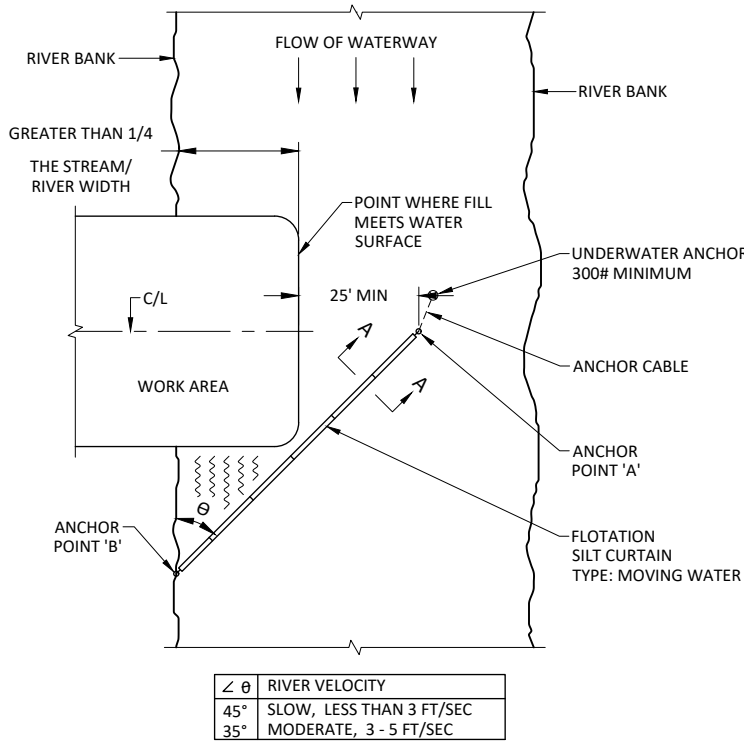 FLOW OF WATERWAY
RIVER BANK
RIVER BANK
GREATER THAN 1/4
THE STREAM/
RIVER WIDTH
POINT WHERE FILL
MEETS WATER
SURFACE
UNDERWATER ANCHOR
300# MINIMUM
25' MIN
C/L
A
A
ANCHOR CABLE
WORK AREA
ANCHOR
POINT 'A'
θ
ANCHOR
POINT 'B'
FLOTATION
SILT CURTAIN
TYPE: MOVING WATER
∠ θ RIVER VELOCITY
45° SLOW, LESS THAN 3 FT/SEC
35° MODERATE, 3 - 5 FT/SEC